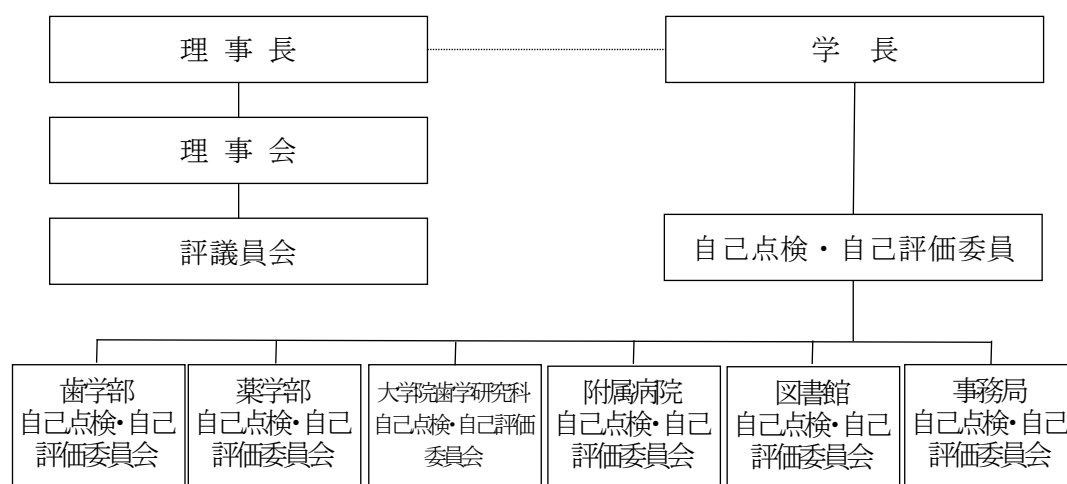 理 事 長
学 長
理 事 会
評議員会
自己点検・自己評価委員
歯学部
自己点検・自己
評価委員会
薬学部
自己点検・自己
評価委員会
大学院歯学研究科
自己点検・自己評価
委員会
附属病院
自己点検・自己
評価委員会
図書館
自己点検・自己
評価委員会
事務局
自己点検・自己
評価委員会